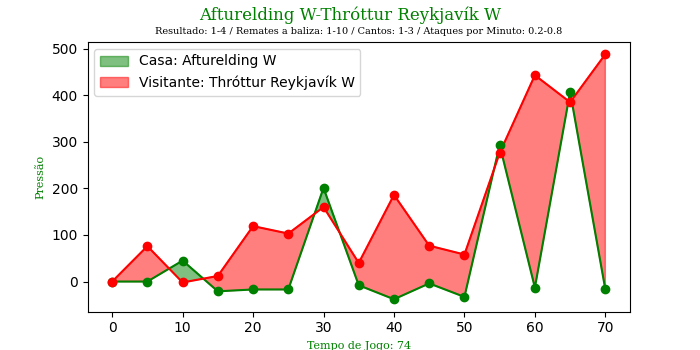 Afturelding W-Thróttur Reykjavík W
Resultado: 1-4 / Remates a baliza: 1-10 / Cantos: 1-3 / Ataques por Minuto: 0.2-0.8
Casa: Afturelding W
Visitante: Thróttur Reykjavík W
Pressão
500
400
300
200
100
0
0 10 20 30 40 50 60 70
Tempo de Jogo: 74